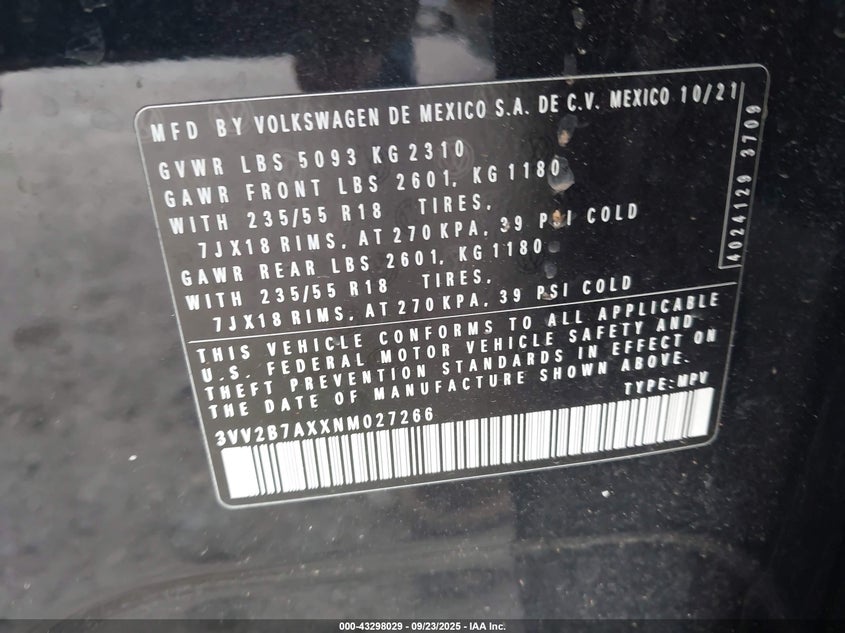 MFD BY VOLKSWAGEN DE MEXICO S.A. DE C.V. MEXICO 10/21
GVWR LBS 5093 KG 2310
GAWR FRONT LBS 2601, KG 1180
WITH 235/55 R18 TIRES,
7JX18 RIMS, AT 270 KPA, 39 PSI COLD
GAWR REAR LBS 2601, KG 1180
WITH 235/55 R18 TIRES,
7JX18 RIMS, AT 270 KPA, 39 PSI COLD
4024129 3709
THIS VEHICLE CONFORMS TO ALL APPLICABLE
U.S. FEDERAL MOTOR VEHICLE SAFETY AND
THEFT PREVENTION STANDARDS IN EFFECT ON
THE DATE OF MANUFACTURE SHOWN ABOVE.
3VV2B7AXXNM027266 TYPE:MPV
000-43298029 - 09/23/2025 - IAA Inc.